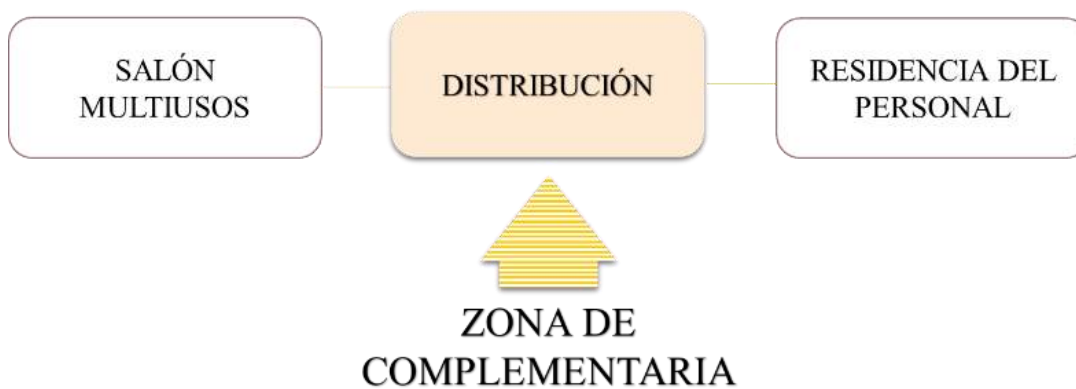 SALÓN
MULTIUSOS
DISTRIBUCIÓN
RESIDENCIA DEL
PERSONAL
ZONA DE
COMPLEMENTARIA